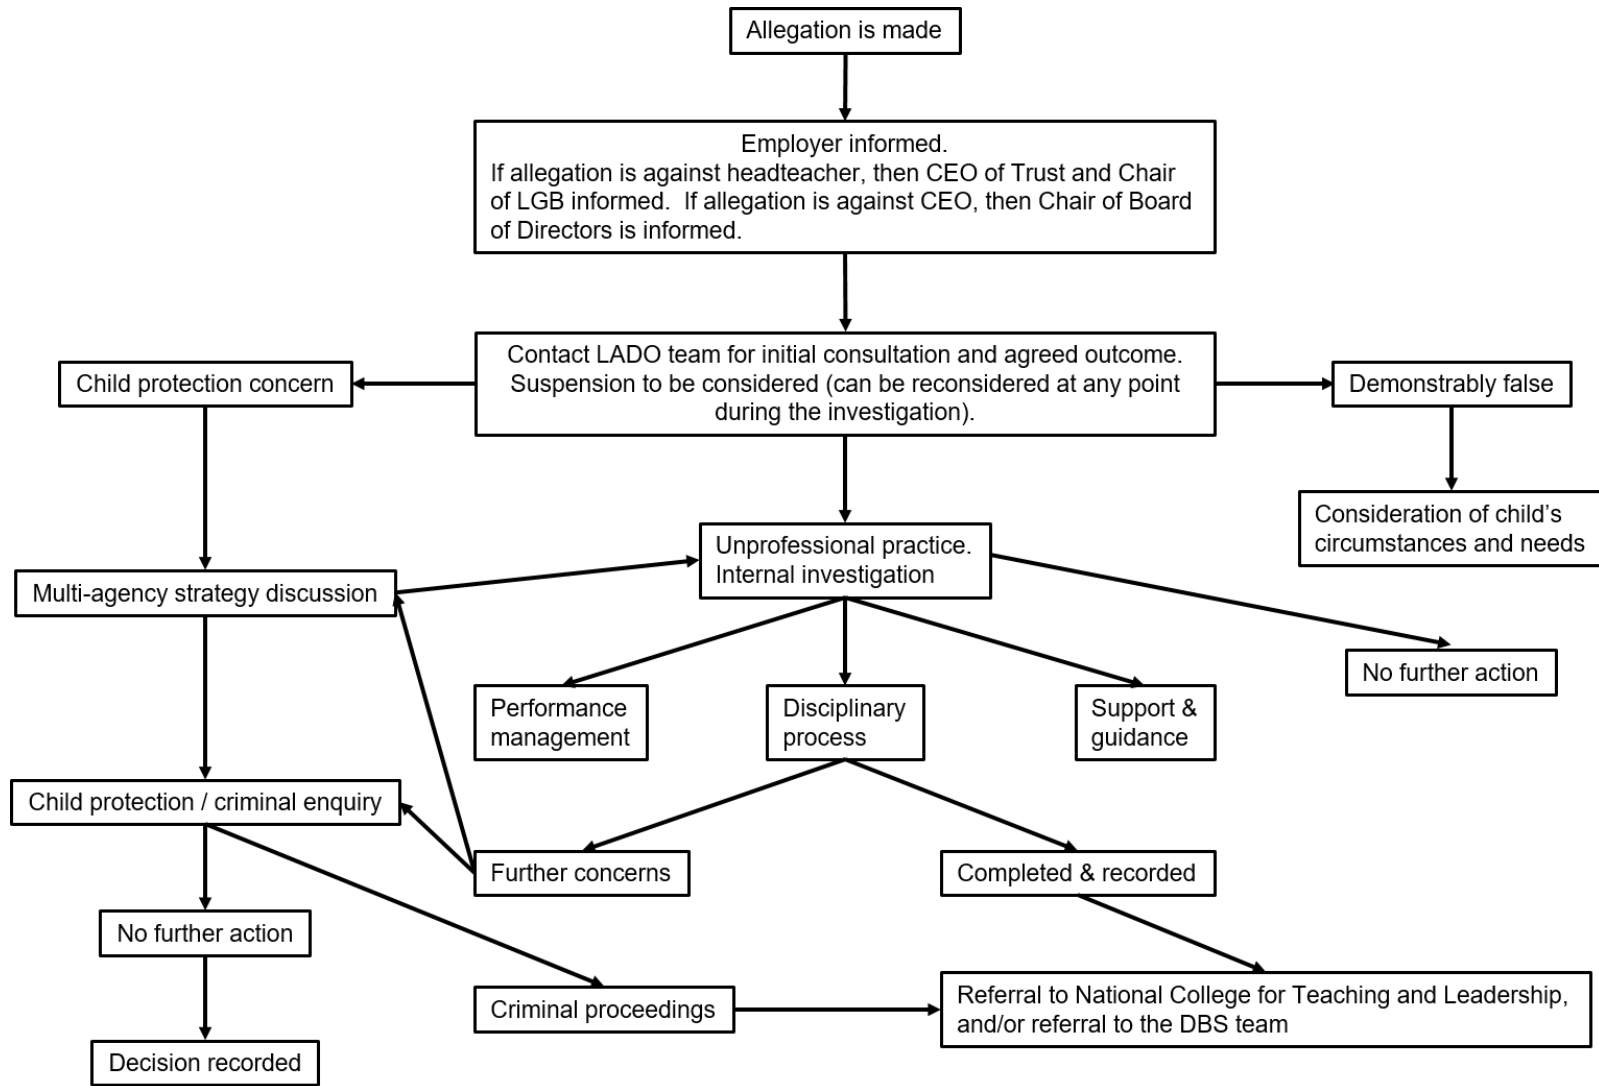 Allegation is made
Employer informed.
If allegation is against headteacher, then CEO of Trust and Chair
of LGB informed.  If allegation is against CEO, then Chair of Board
of Directors is informed.
Contact LADO team for initial consultation and agreed outcome.
Suspension to be considered (can be reconsidered at any point
during the investigation).
Child protection concern
Demonstrably false
Consideration of child's
circumstances and needs
Unprofessional practice.
Internal investigation
Multi-agency strategy discussion
No further action
Performance
management
Disciplinary
process
Support &
guidance
Child protection / criminal enquiry
Further concerns
Completed & recorded
No further action
Criminal proceedings
Referral to National College for Teaching and Leadership,
and/or referral to the DBS team
Decision recorded